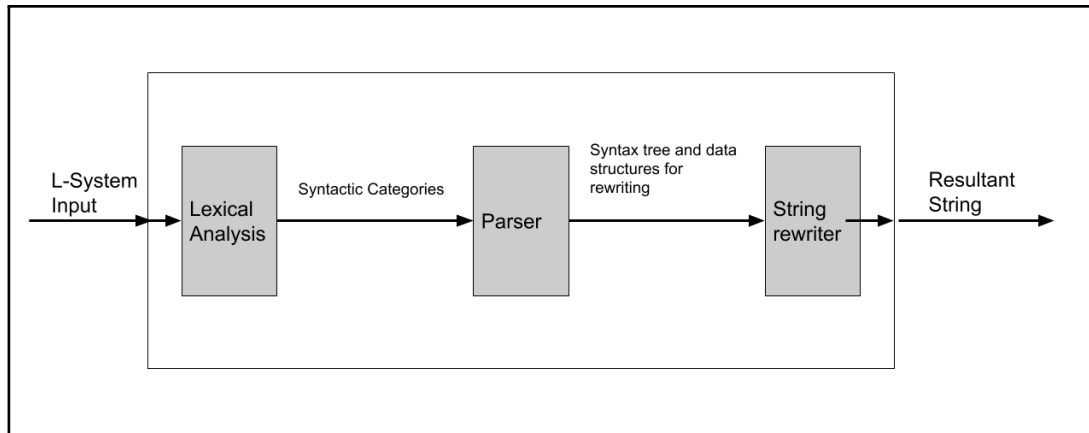 L-System
Input
Lexical
Analysis
Syntactic Categories
Parser
Syntax tree and data
structures for
rewriting
String
rewriter
Resultant
String